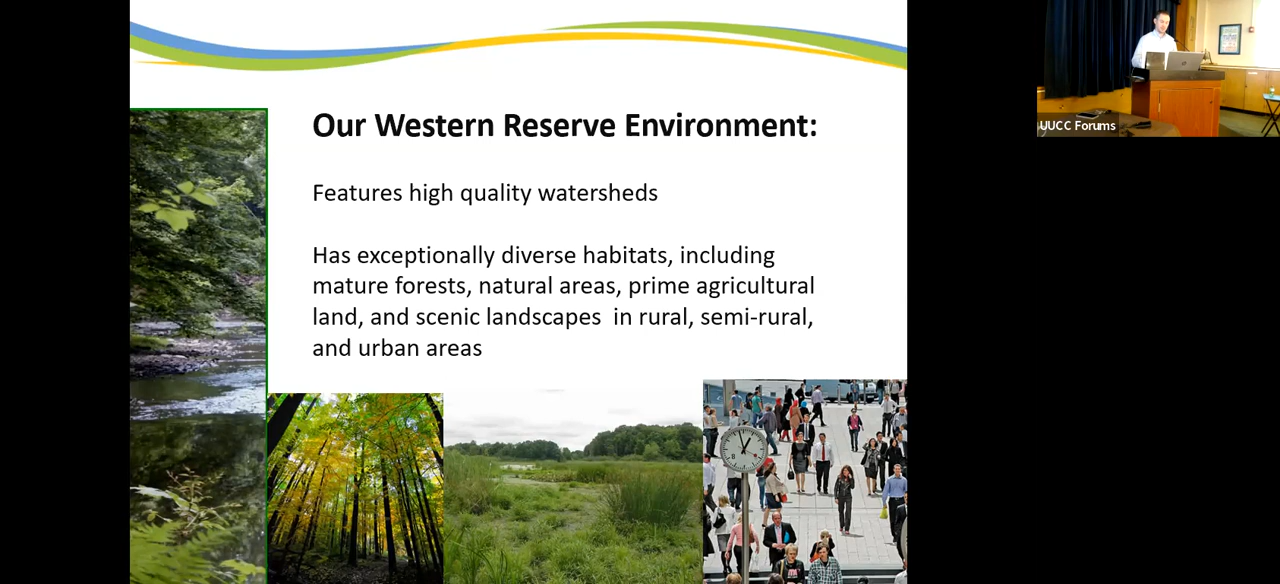 Our Western Reserve Environment:
Features high quality watersheds
Has exceptionally diverse habitats, including
mature forests, natural areas, prime agricultural
land, and scenic landscapes in rural, semi-rural,
and urban areas
UUCC Forums